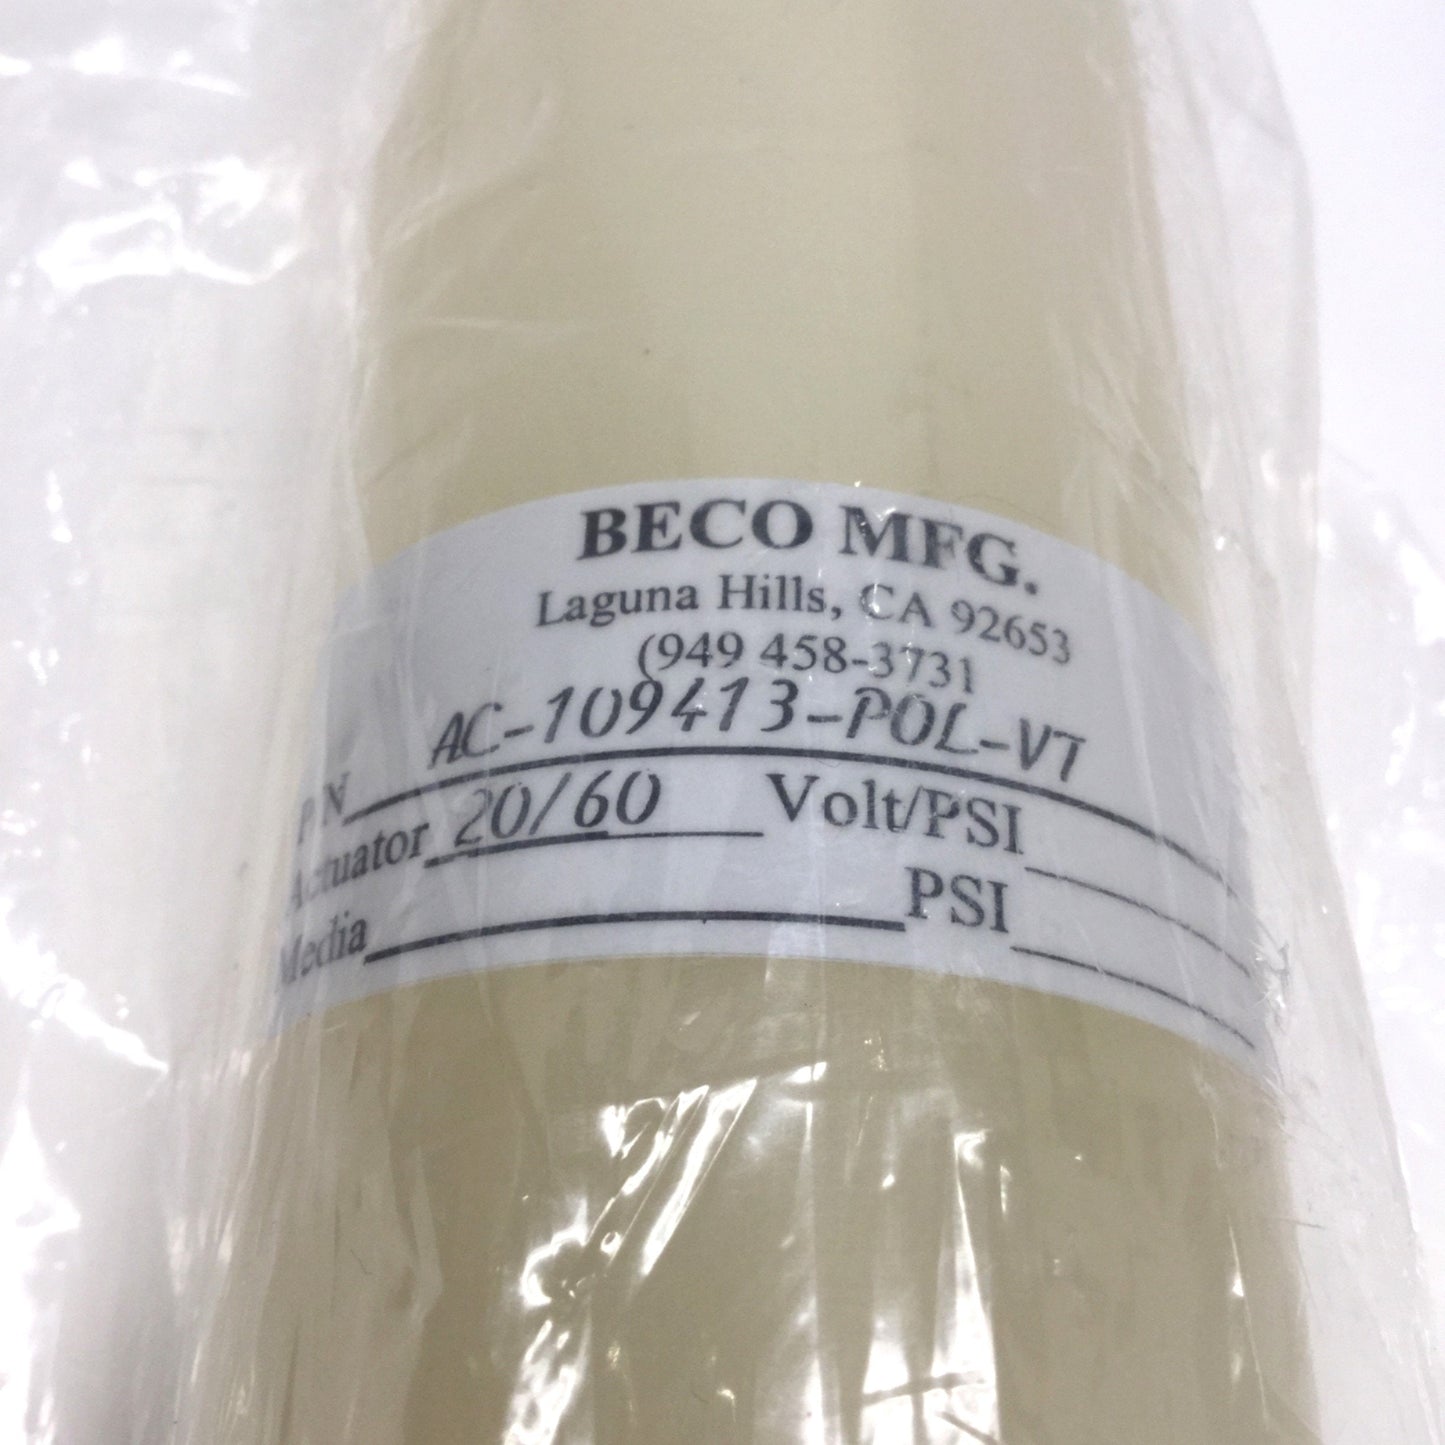 BECO MFG.
Laguna Hills, CA 92653
(949 458-3731
P/N AC-109413-POL-VT
Actuator 20/60 Volt/PSI
Media PSI